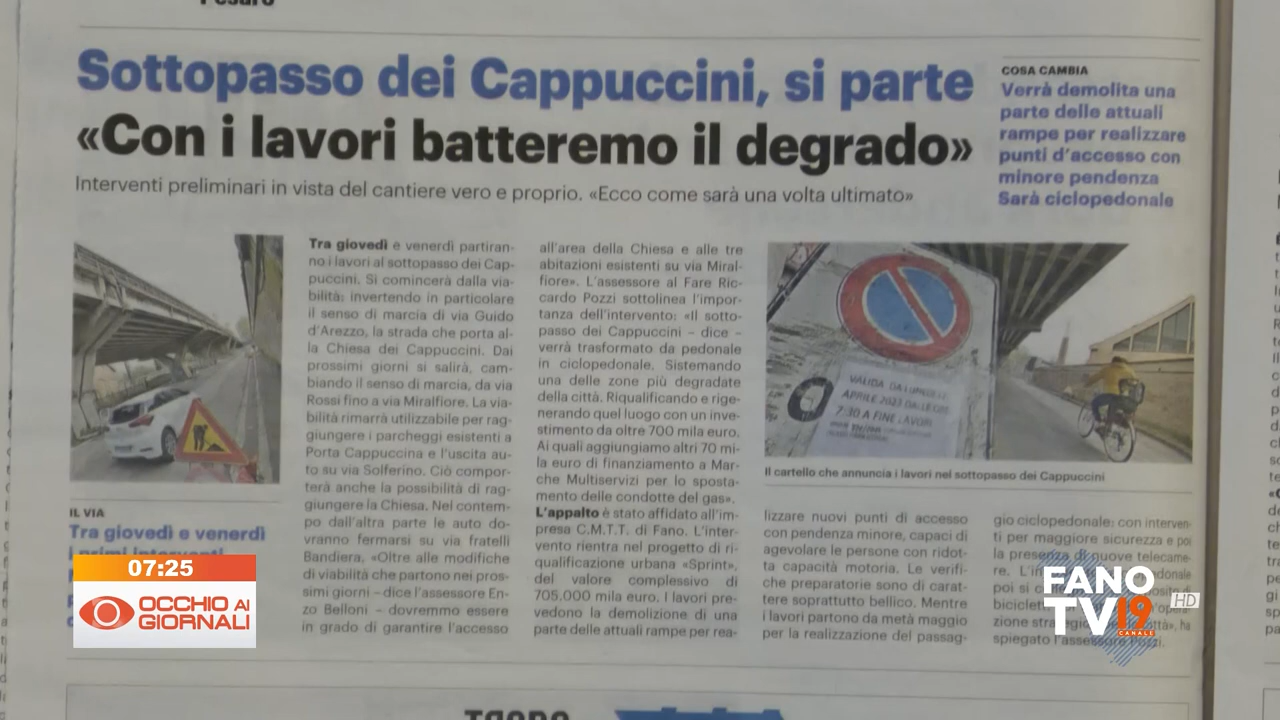 Pesaro
Sottopasso dei Cappuccini, si parte
«Con i lavori batteremo il degrado»
Interventi preliminari in vista del cantiere vero e proprio. «Ecco come sarà una volta ultimato»
COSA CAMBIA
Verrà demolita una
parte delle attuali
rampe per realizzare
punti d'accesso con
minore pendenza
Sarà ciclopedonale
IL VIA
Tra giovedì e venerdì
i primi interventi
Tra giovedì e venerdì partiran-
no i lavori al sottopasso dei Cap-
puccini. Si comincerà dalla via-
bilità: invertendo in particolare
il senso di marcia di via Guido
d'Arezzo, la strada che porta al-
la Chiesa dei Cappuccini. Dai
prossimi giorni si salirà, cam-
biando il senso di marcia, da via
Rossi fino a via Miralfiore. La via-
bilità rimarrà utilizzabile per rag-
giungere i parcheggi esistenti a
Porta Cappuccina e l'uscita au-
to su via Solferino. Ciò compor-
terà anche la possibilità di rag-
giungere la Chiesa. Nel contem-
po dall'altra parte le auto do-
vranno fermarsi su via fratelli
Bandiera. «Oltre alle modifiche
di viabilità che partono nei pros-
simi giorni – dice l'assessore En-
zo Belloni – dovremmo essere
in grado di garantire l'accesso
all'area della Chiesa e alle tre
abitazioni esistenti su via Miral-
fiore». L'assessore al Fare Ric-
cardo Pozzi sottolinea l'impor-
tanza dell'intervento: «Il sotto-
passo dei Cappuccini – dice –
verrà trasformato da pedonale
in ciclopedonale. Sistemando
una delle zone più degradate
della città. Riqualificando e rige-
nerando quel luogo con un inve-
stimento da oltre 700 mila euro.
Ai quali aggiungiamo altri 70 mi-
la euro di finanziamento a Mar-
che Multiservizi per lo sposta-
mento delle condotte del gas».
L'appalto è stato affidato all'im-
presa C.M.T.T. di Fano. L'inter-
vento rientra nel progetto di ri-
qualificazione urbana «Sprint»,
del valore complessivo di
705.000 mila euro. I lavori pre-
vedono la demolizione di una
parte delle attuali rampe per rea-
VALIDA DA LUNEDI
APRILE 2023 DALLE ORE
7:30 A FINE LAVORI
Il cartello che annuncia i lavori nel sottopasso dei Cappuccini
lizzare nuovi punti di accesso
con pendenza minore, capaci di
agevolare le persone con ridot-
ta capacità motoria. Le verifi-
che preparatorie sono di carat-
tere soprattutto bellico. Mentre
i lavori partono da metà maggio
per la realizzazione del passag-
gio ciclopedonale: con interven-
ti per maggiore sicurezza e poi
la presenza di nuove telecame-
re.
poi si
biciclet
zione
spiegato l'assessore Pozzi.
07:25
OCCHIO AI
GIORNALI
FANO
TV 19
CANALE
HD